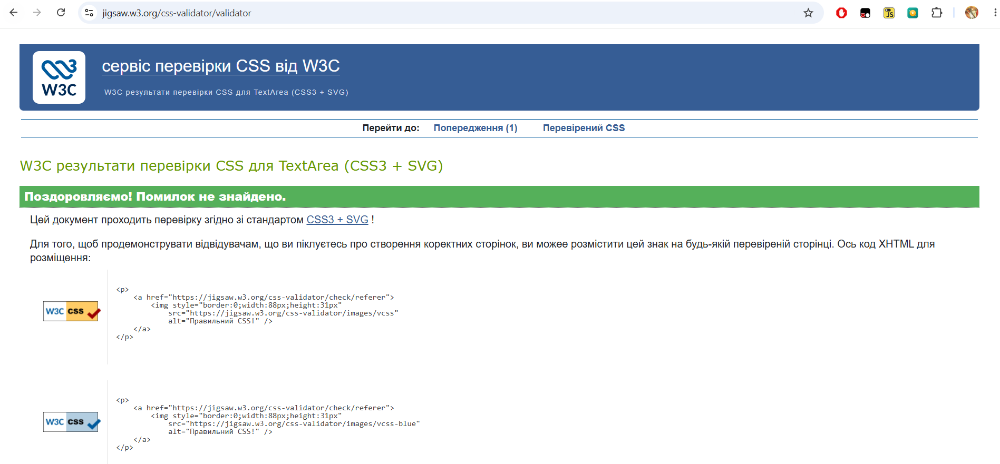 jigsaw.w3.org/css-validator/validator
JS
W3C
сервіс перевірки CSS від W3C
W3C результати перевірки CSS для TextArea (CSS3 + SVG)
Перейти до: Попередження (1) Перевірений CSS
W3C результати перевірки CSS для TextArea (CSS3 + SVG)
Поздоровляємо! Помилок не знайдено.
Цей документ проходить перевірку згідно зі стандартом CSS3 + SVG !
Для того, щоб продемонструвати відвідувачам, що ви піклуєтесь про створення коректних сторінок, ви можее розмістити цей знак на будь-якій перевіреній сторінці. Ось код XHTML для
розміщення:
W3C css
<p>
<a href="https://jigsaw.w3.org/css-validator/check/referer">
<img style="border:0;width:88px;height:31px"
src="https://jigsaw.w3.org/css-validator/images/vcss"
alt="Правильний CSS!" />
</a>
</p>
W3C css
<p>
<a href="https://jigsaw.w3.org/css-validator/check/referer">
<img style="border:0;width:88px;height:31px"
src="https://jigsaw.w3.org/css-validator/images/vcss-blue"
alt="Правильний CSS!" />
</a>
</p>